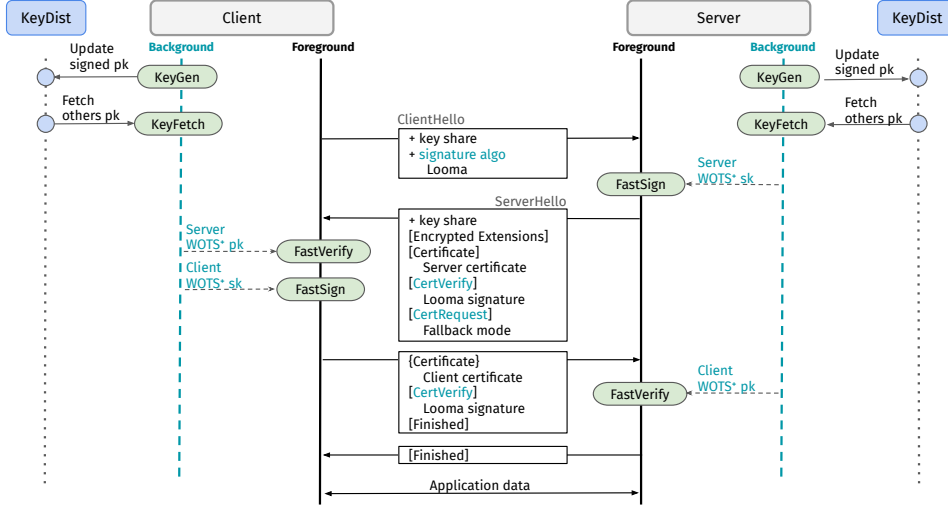 KeyDist
Client
Server
KeyDist
Background
Foreground
Foreground
Background
Update
signed pk
KeyGen
KeyGen
Update
signed pk
Fetch
others pk
KeyFetch
KeyFetch
Fetch
others pk
ClientHello
+ key share
+ signature algo
Looma
FastSign
Server
WOTS⁺ sk
ServerHello
+ key share
[Encrypted Extensions]
[Certificate]
Server certificate
[CertVerify]
Looma signature
[CertRequest]
Fallback mode
Server
WOTS⁺ pk
FastVerify
Client
WOTS⁺ sk
FastSign
{Certificate}
Client certificate
[CertVerify]
Looma signature
[Finished]
FastVerify
Client
WOTS⁺ pk
[Finished]
Application data